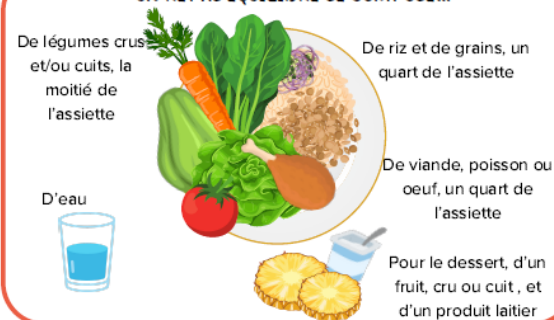 De légumes crus
et/ou cuits, la
moitié de
l'assiette
De riz et de grains, un
quart de l'assiette
De viande, poisson ou
oeuf, un quart de
l'assiette
D'eau
Pour le dessert, d'un
fruit, cru ou cuit , et
d'un produit laitier